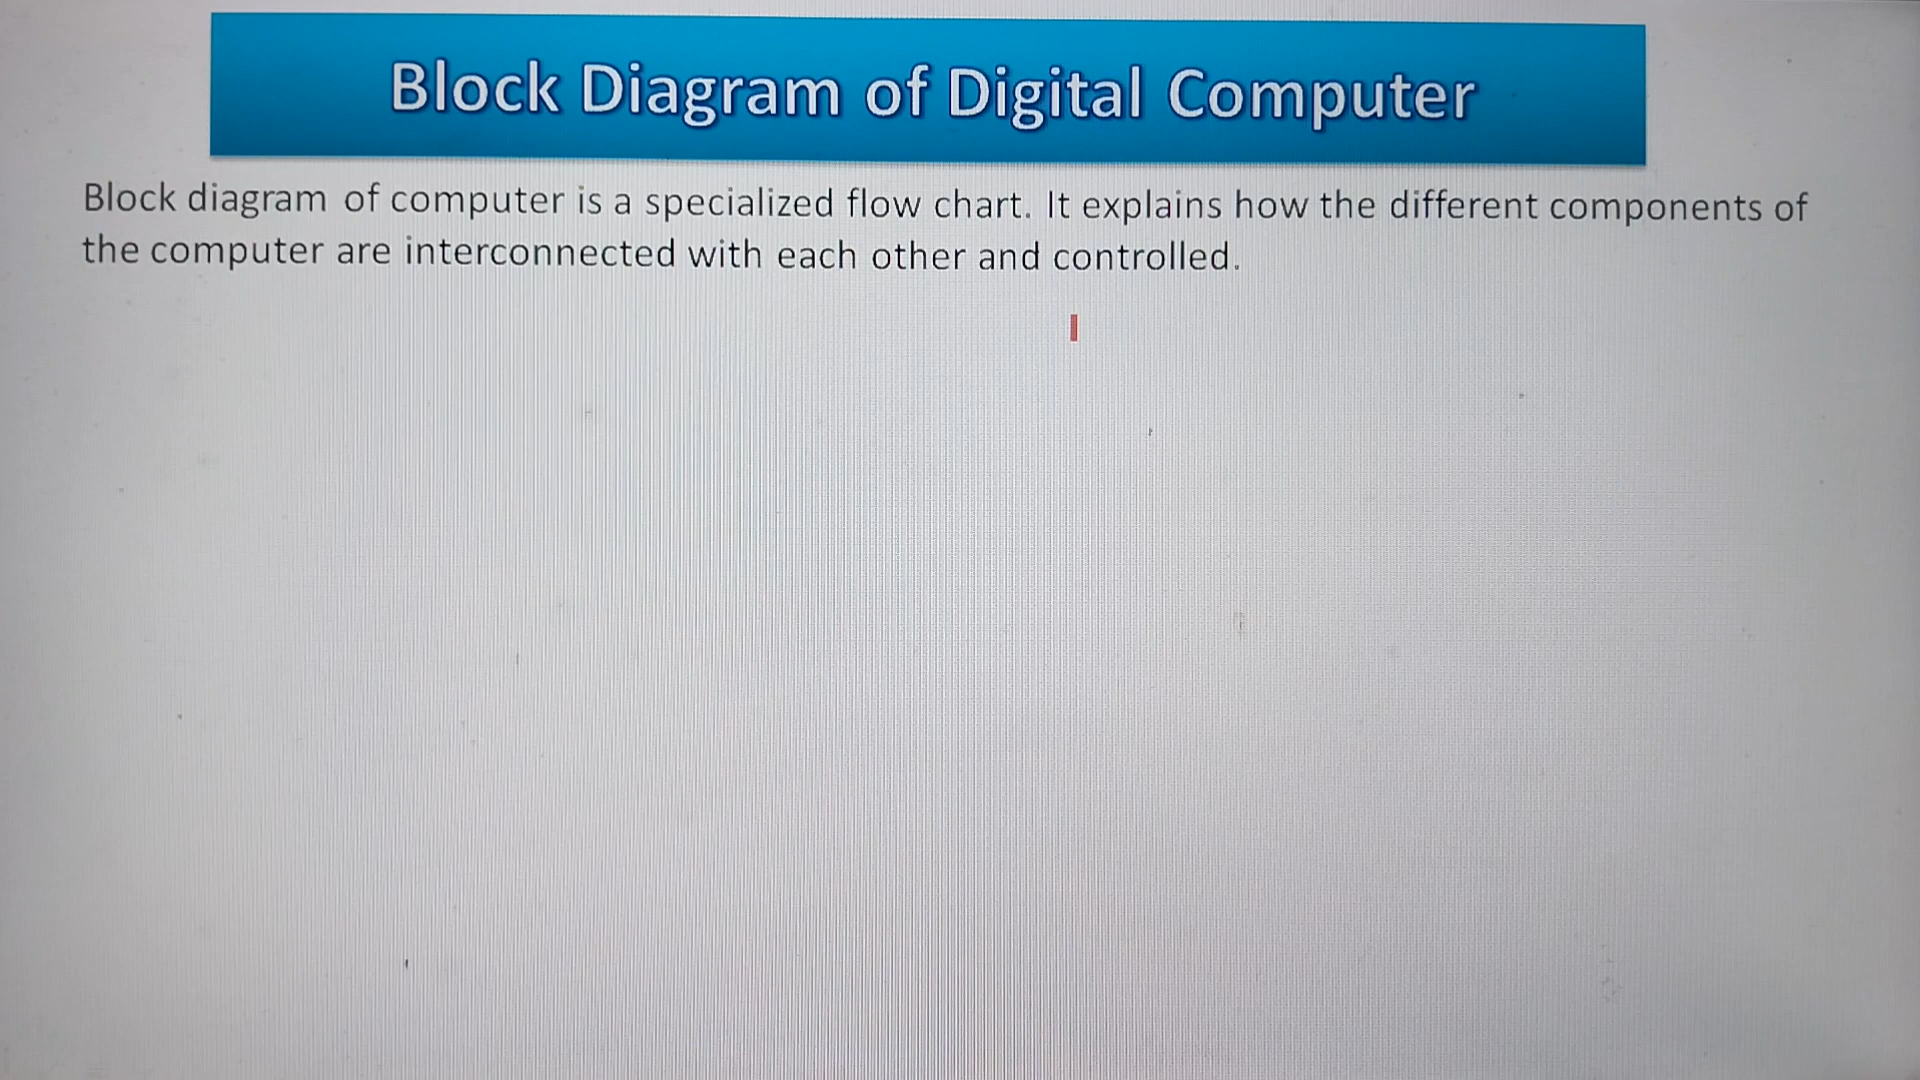 Block Diagram of Digital Computer
Block diagram of computer is a specialized flow chart. It explains how the different components of
the computer are interconnected with each other and controlled.